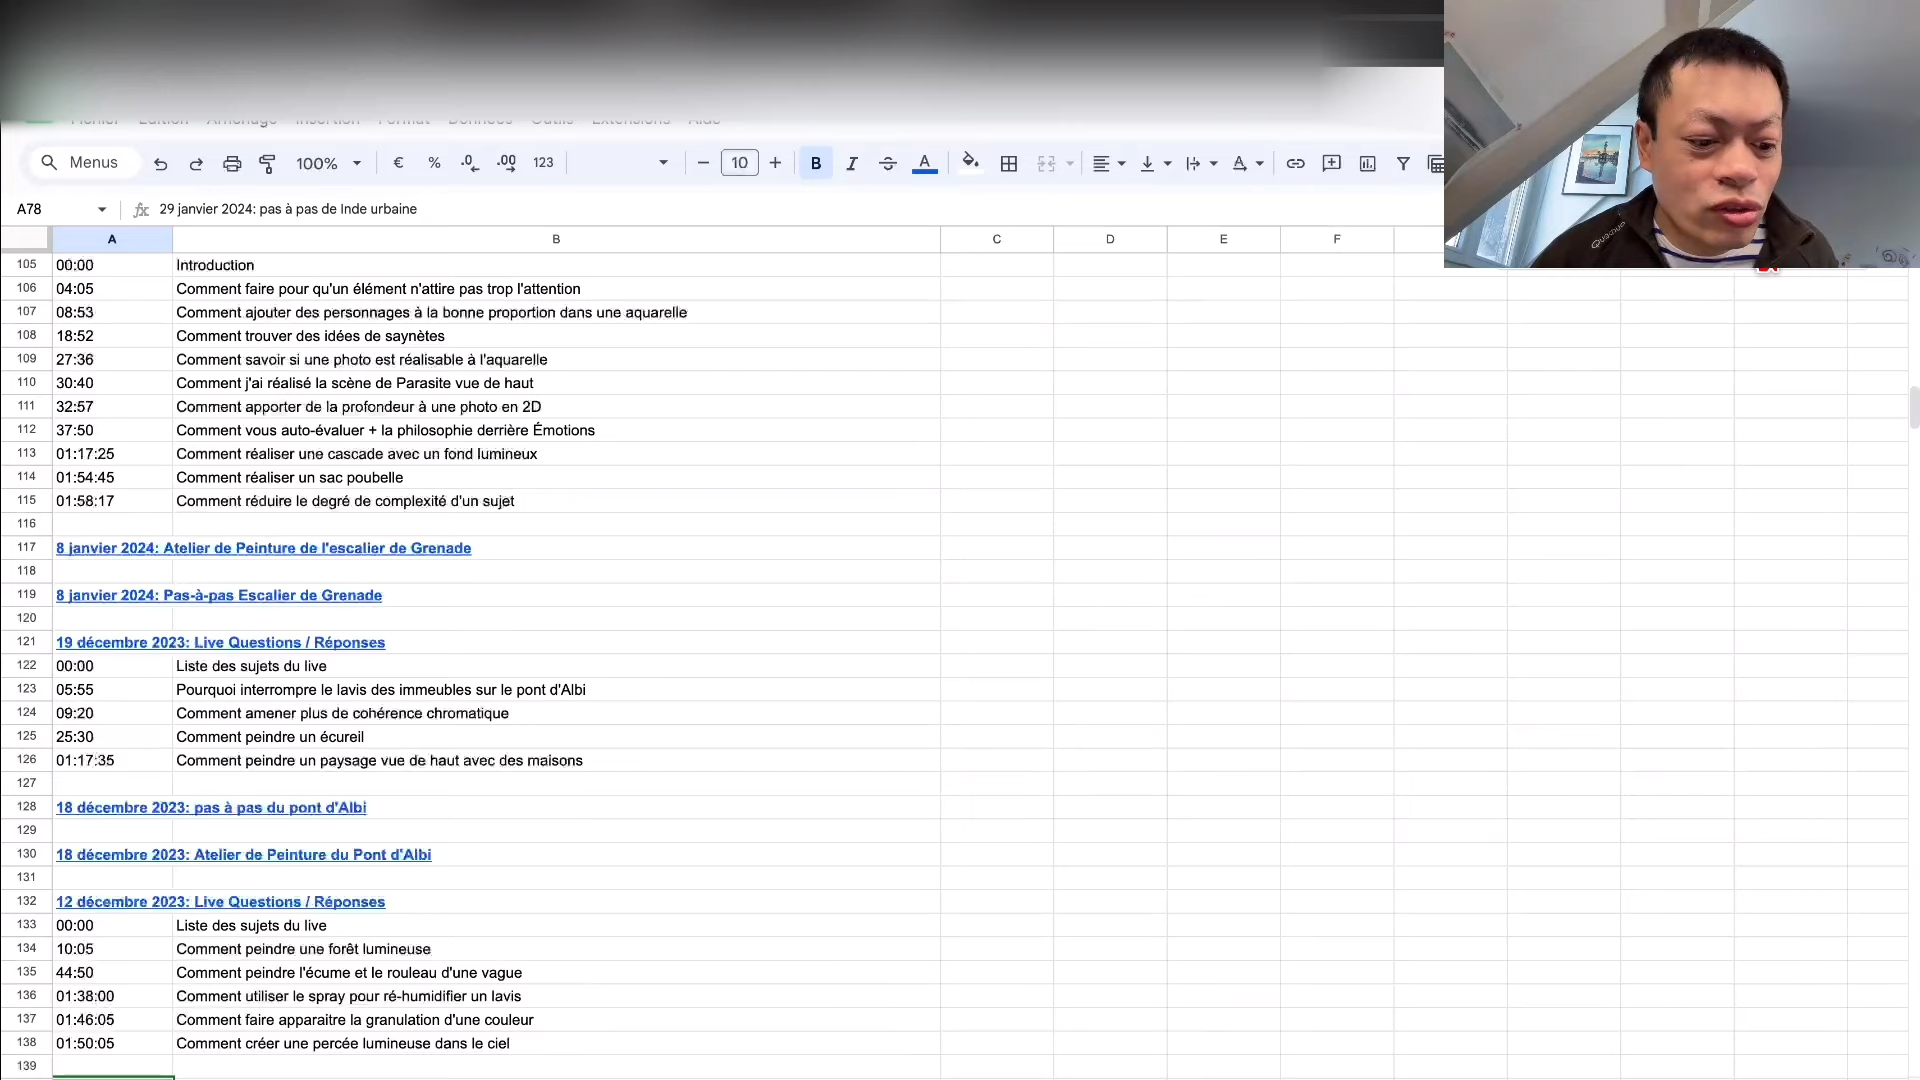 Fichier Édition Affichage Insertion Format Données Outils Extensions Aide
Menus 100% € % .0 .00 123 10 B I A
A78 fx 29 janvier 2024: pas à pas de Inde urbaine
A B C D E F
105 00:00 Introduction
106 04:05 Comment faire pour qu'un élément n'attire pas trop l'attention
107 08:53 Comment ajouter des personnages à la bonne proportion dans une aquarelle
108 18:52 Comment trouver des idées de saynètes
109 27:36 Comment savoir si une photo est réalisable à l'aquarelle
110 30:40 Comment j'ai réalisé la scène de Parasite vue de haut
111 32:57 Comment apporter de la profondeur à une photo en 2D
112 37:50 Comment vous auto-évaluer + la philosophie derrière Émotions
113 01:17:25 Comment réaliser une cascade avec un fond lumineux
114 01:54:45 Comment réaliser un sac poubelle
115 01:58:17 Comment réduire le degré de complexité d'un sujet
116
117 8 janvier 2024: Atelier de Peinture de l'escalier de Grenade
118
119 8 janvier 2024: Pas-à-pas Escalier de Grenade
120
121 19 décembre 2023: Live Questions / Réponses
122 00:00 Liste des sujets du live
123 05:55 Pourquoi interrompre le lavis des immeubles sur le pont d'Albi
124 09:20 Comment amener plus de cohérence chromatique
125 25:30 Comment peindre un écureil
126 01:17:35 Comment peindre un paysage vue de haut avec des maisons
127
128 18 décembre 2023: pas à pas du pont d'Albi
129
130 18 décembre 2023: Atelier de Peinture du Pont d'Albi
131
132 12 décembre 2023: Live Questions / Réponses
133 00:00 Liste des sujets du live
134 10:05 Comment peindre une forêt lumineuse
135 44:50 Comment peindre l'écume et le rouleau d'une vague
136 01:38:00 Comment utiliser le spray pour ré-humidifier un lavis
137 01:46:05 Comment faire apparaitre la granulation d'une couleur
138 01:50:05 Comment créer une percée lumineuse dans le ciel
139
Quechua